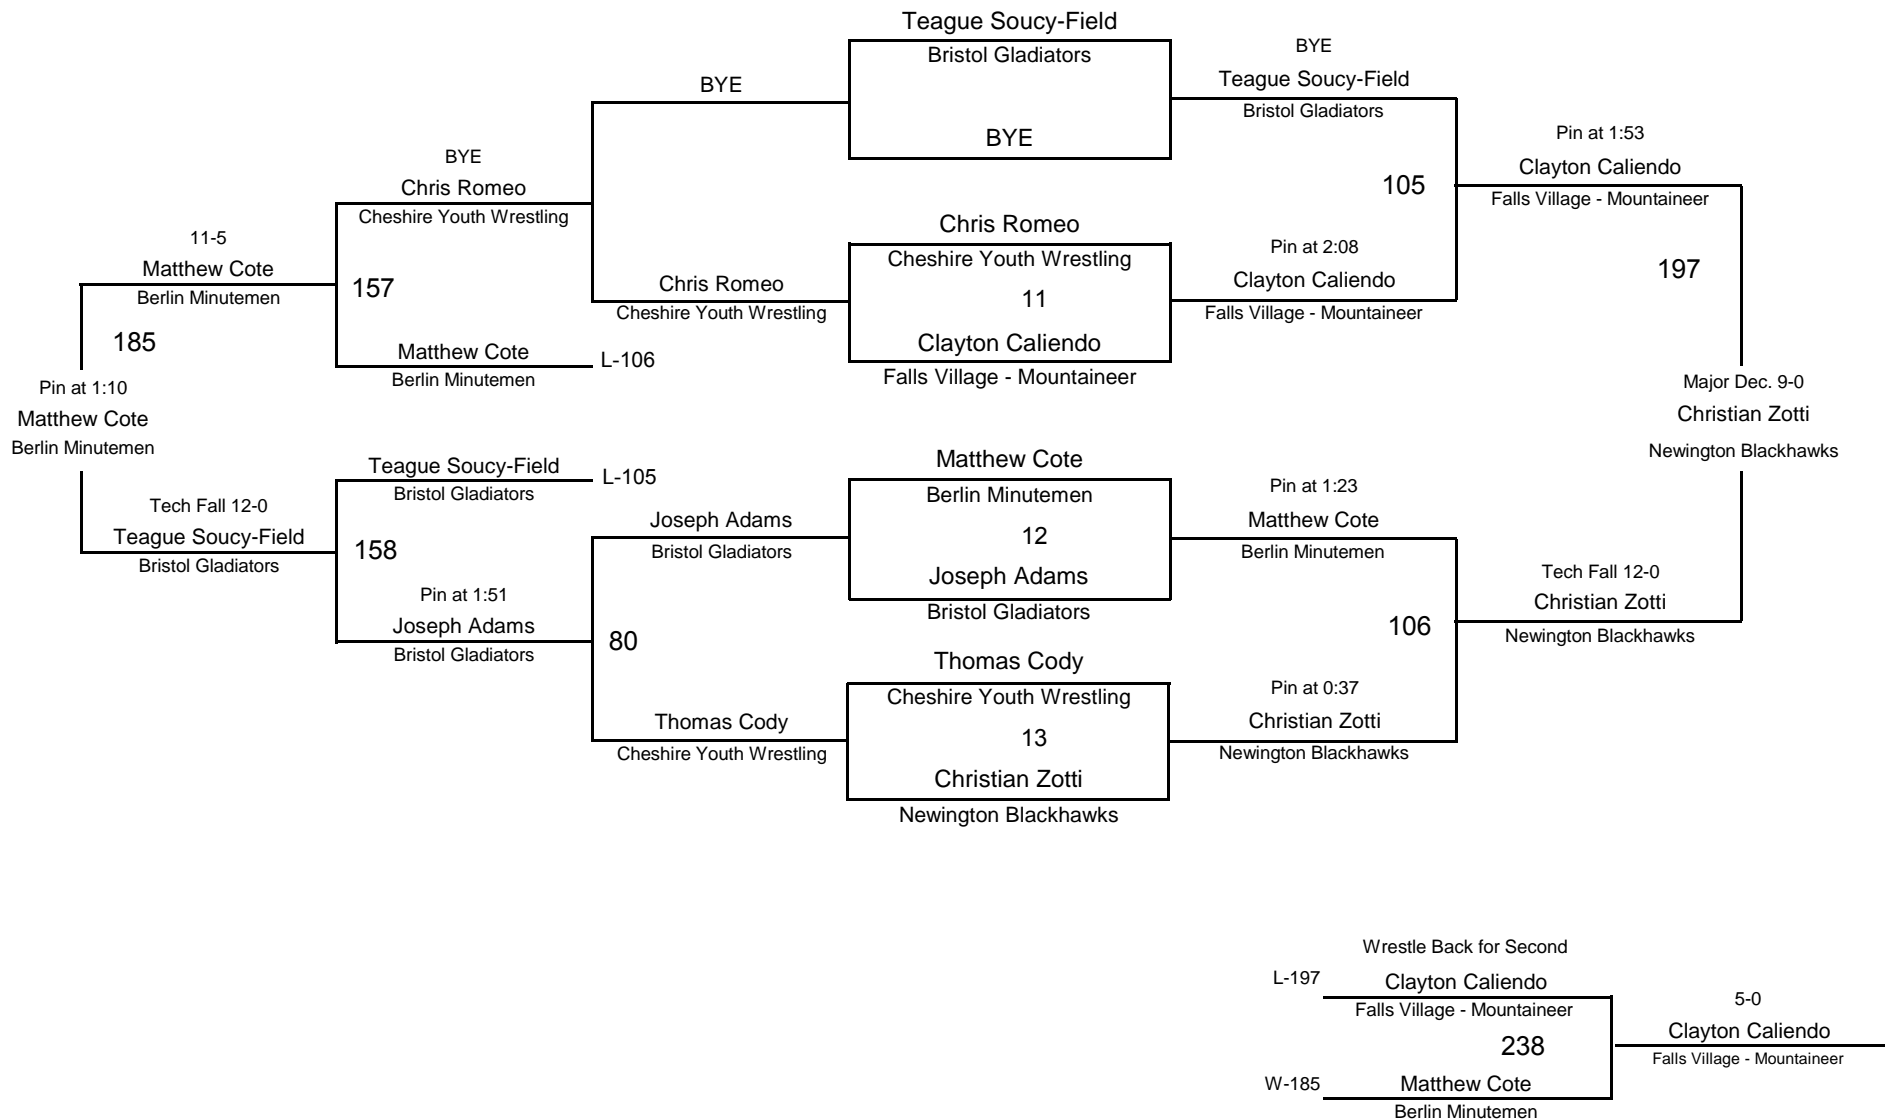 Teague Soucy-Field
Bristol Gladiators
BYE
BYE
Teague Soucy-Field
Bristol Gladiators
BYE
BYE
Chris Romeo
Cheshire Youth Wrestling
Pin at 1:53
Clayton Caliendo
Falls Village - Mountaineer
105
11-5
Matthew Cote
Berlin Minutemen
157
Chris Romeo
Cheshire Youth Wrestling
Chris Romeo
Cheshire Youth Wrestling
11
Clayton Caliendo
Falls Village - Mountaineer
Pin at 2:08
Clayton Caliendo
Falls Village - Mountaineer
197
185
Matthew Cote
Berlin Minutemen
L-106
Pin at 1:10
Matthew Cote
Berlin Minutemen
Major Dec. 9-0
Christian Zotti
Newington Blackhawks
Teague Soucy-Field
Bristol Gladiators
L-105
Matthew Cote
Berlin Minutemen
12
Joseph Adams
Bristol Gladiators
Pin at 1:23
Matthew Cote
Berlin Minutemen
Tech Fall 12-0
Teague Soucy-Field
Bristol Gladiators
158
Joseph Adams
Bristol Gladiators
Tech Fall 12-0
Christian Zotti
Newington Blackhawks
Pin at 1:51
Joseph Adams
Bristol Gladiators
80
106
Thomas Cody
Cheshire Youth Wrestling
13
Christian Zotti
Newington Blackhawks
Pin at 0:37
Christian Zotti
Newington Blackhawks
Thomas Cody
Cheshire Youth Wrestling
Wrestle Back for Second
L-197
Clayton Caliendo
Falls Village - Mountaineer
238
5-0
Clayton Caliendo
Falls Village - Mountaineer
W-185
Matthew Cote
Berlin Minutemen